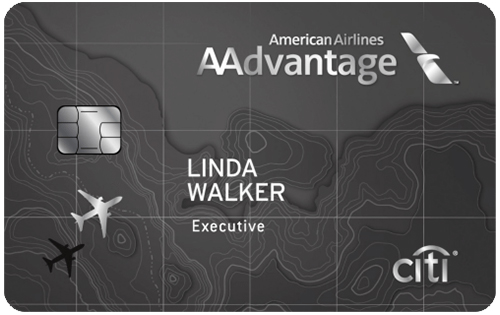 American Airlines
AAdvantage
LINDA
WALKER
Executive
citi